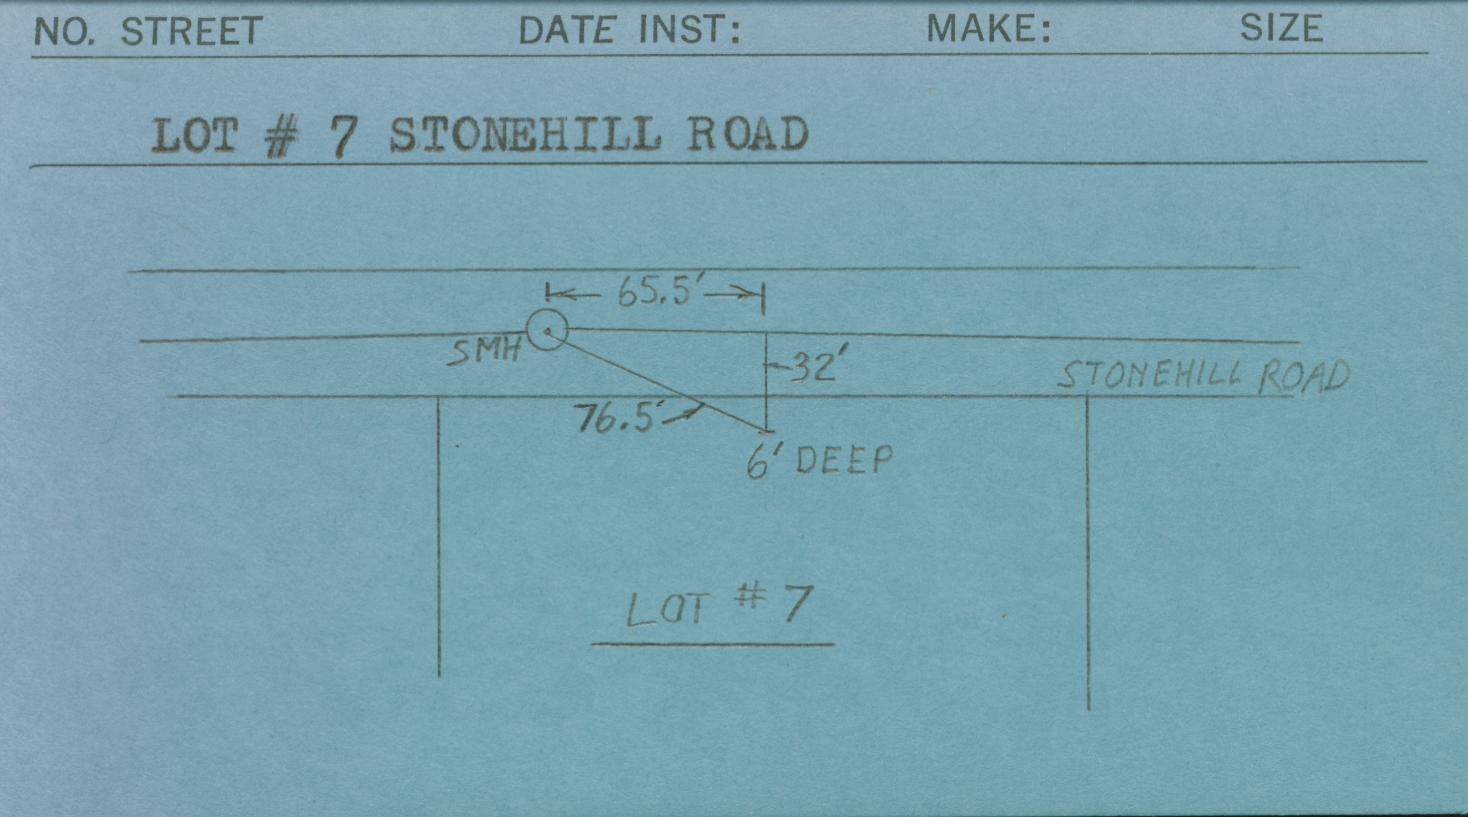 NO. STREET DATE INST: MAKE: SIZE
LOT # 7 STONEHILL ROAD
65.5'
SMH
32'
STONEHILL ROAD
76.5'
6' DEEP
LOT # 7